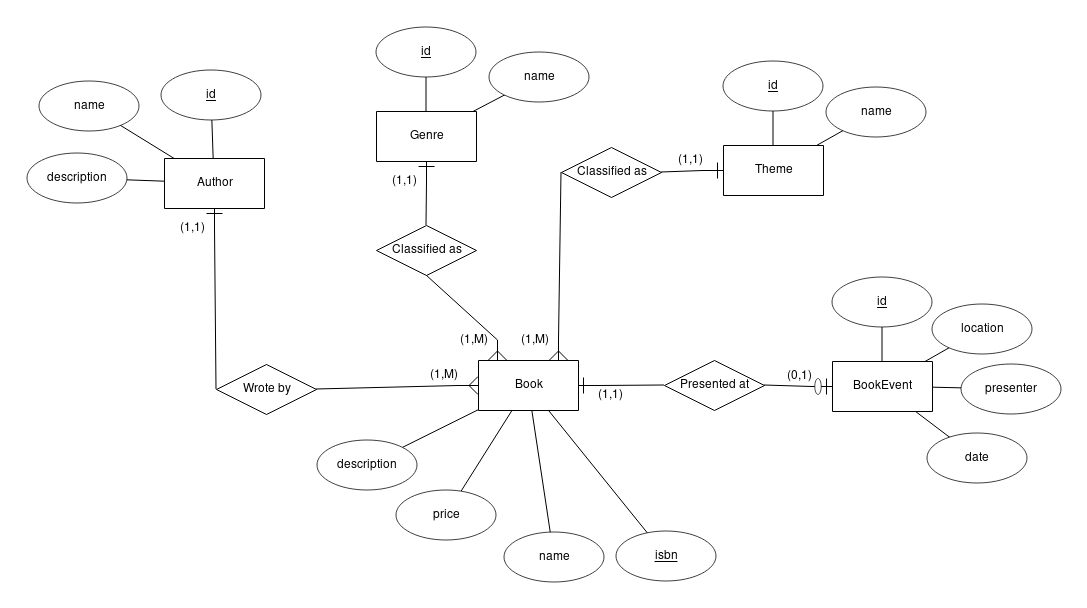 id
name
id
name
id
name
description
Author
Genre
Theme
(1,1)
(1,1)
(1,1)
Classified as
Classified as
id
location
presenter
date
(1,M)
(1,M)
(1,M)
Wrote by
Book
(1,1)
Presented at
(0,1)
BookEvent
description
price
name
isbn